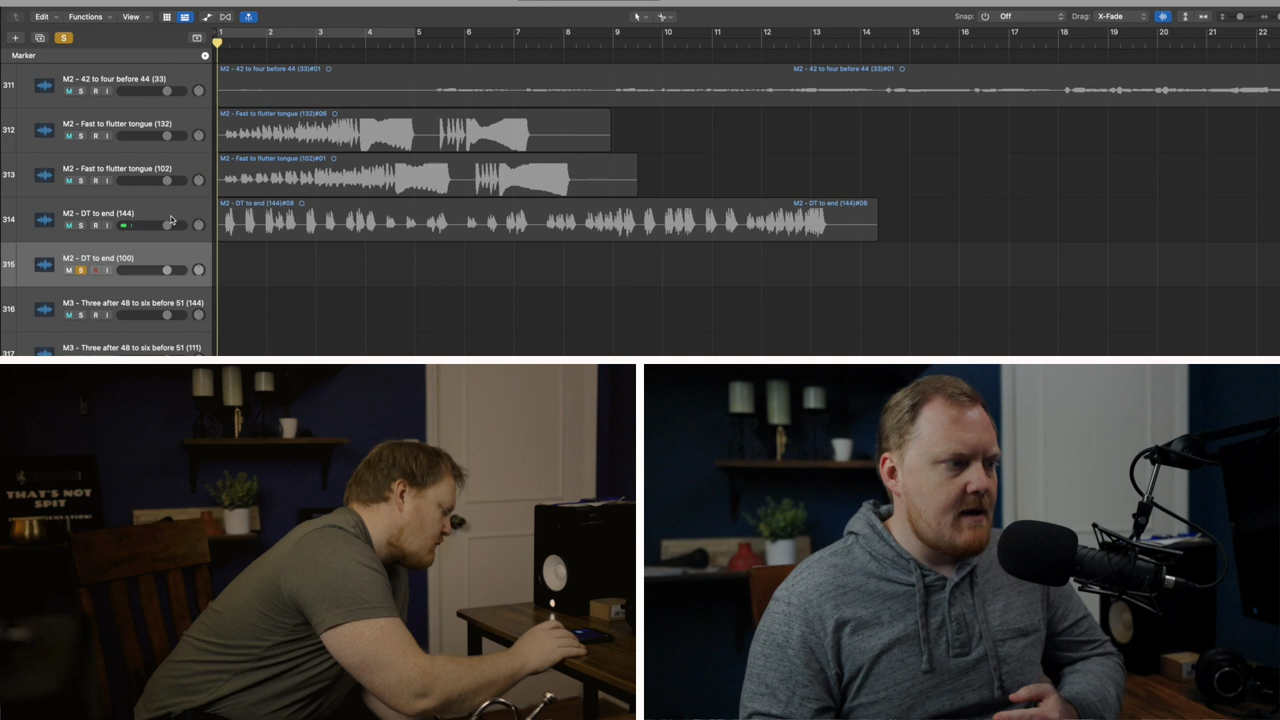 Edit Functions View Snap: Off Drag: X-Fade
S
1 2 3 4 5 6 7 8 9 10 11 12 13 14 15 16 17 18 19 20 21 22
Marker
311 M2 - 42 to four before 44 (33) M2 - 42 to four before 44 (33)#01 M2 - 42 to four before 44 (33)#01
M S R I
312 M2 - Fast to flutter tongue (132) M2 - Fast to flutter tongue (132)#06
M S R I
313 M2 - Fast to flutter tongue (102) M2 - Fast to flutter tongue (102)#01
M S R I
314 M2 - DT to end (144) M2 - DT to end (144)#08 M2 - DT to end (144)#08
M S R I
315 M2 - DT to end (100)
M S R I
316 M3 - Three after 48 to six before 51 (144)
M S R I
317 M3 - Three after 48 to six before 51 (111)
THAT'S NOT
SPIT